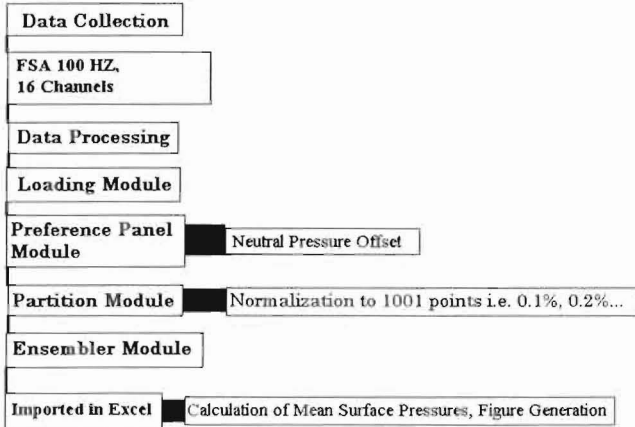 Data Collection
FSA 100 HZ,
16 Channels
Data Processing
Loading Module
Preference Panel
Module
Neutral Pressure Offset
Partition Module
Normalization to 1001 points i.e. 0.1%, 0.2%...
Ensembler Module
Imported in Excel
Calculation of Mean Surface Pressures, Figure Generation